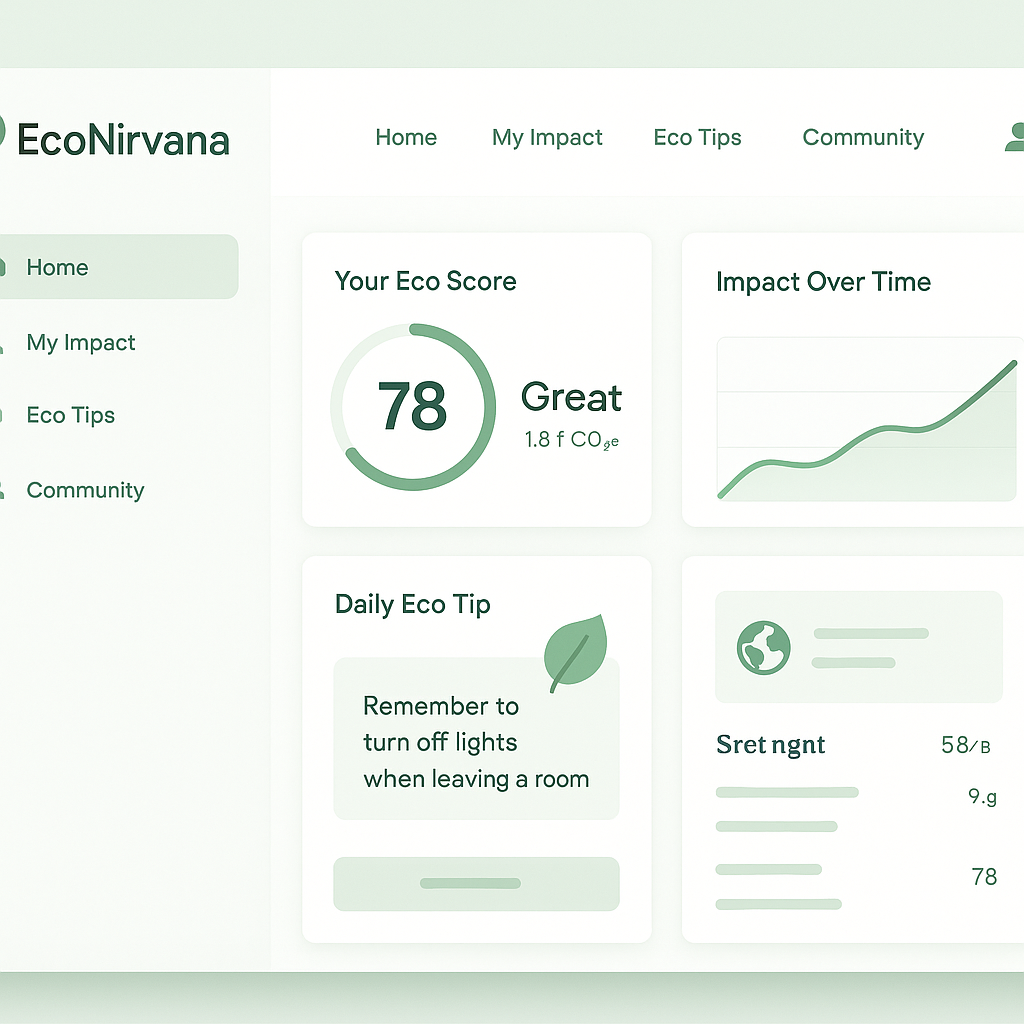 EcoNirvana
Home
My Impact
Eco Tips
Community
Home
My Impact
Eco Tips
Community
Your Eco Score
78
Great
1.8 f CO
Impact Over Time
Daily Eco Tip
Remember to
turn off lights
when leaving a room
Sret ngnt
58/B
9.g
78